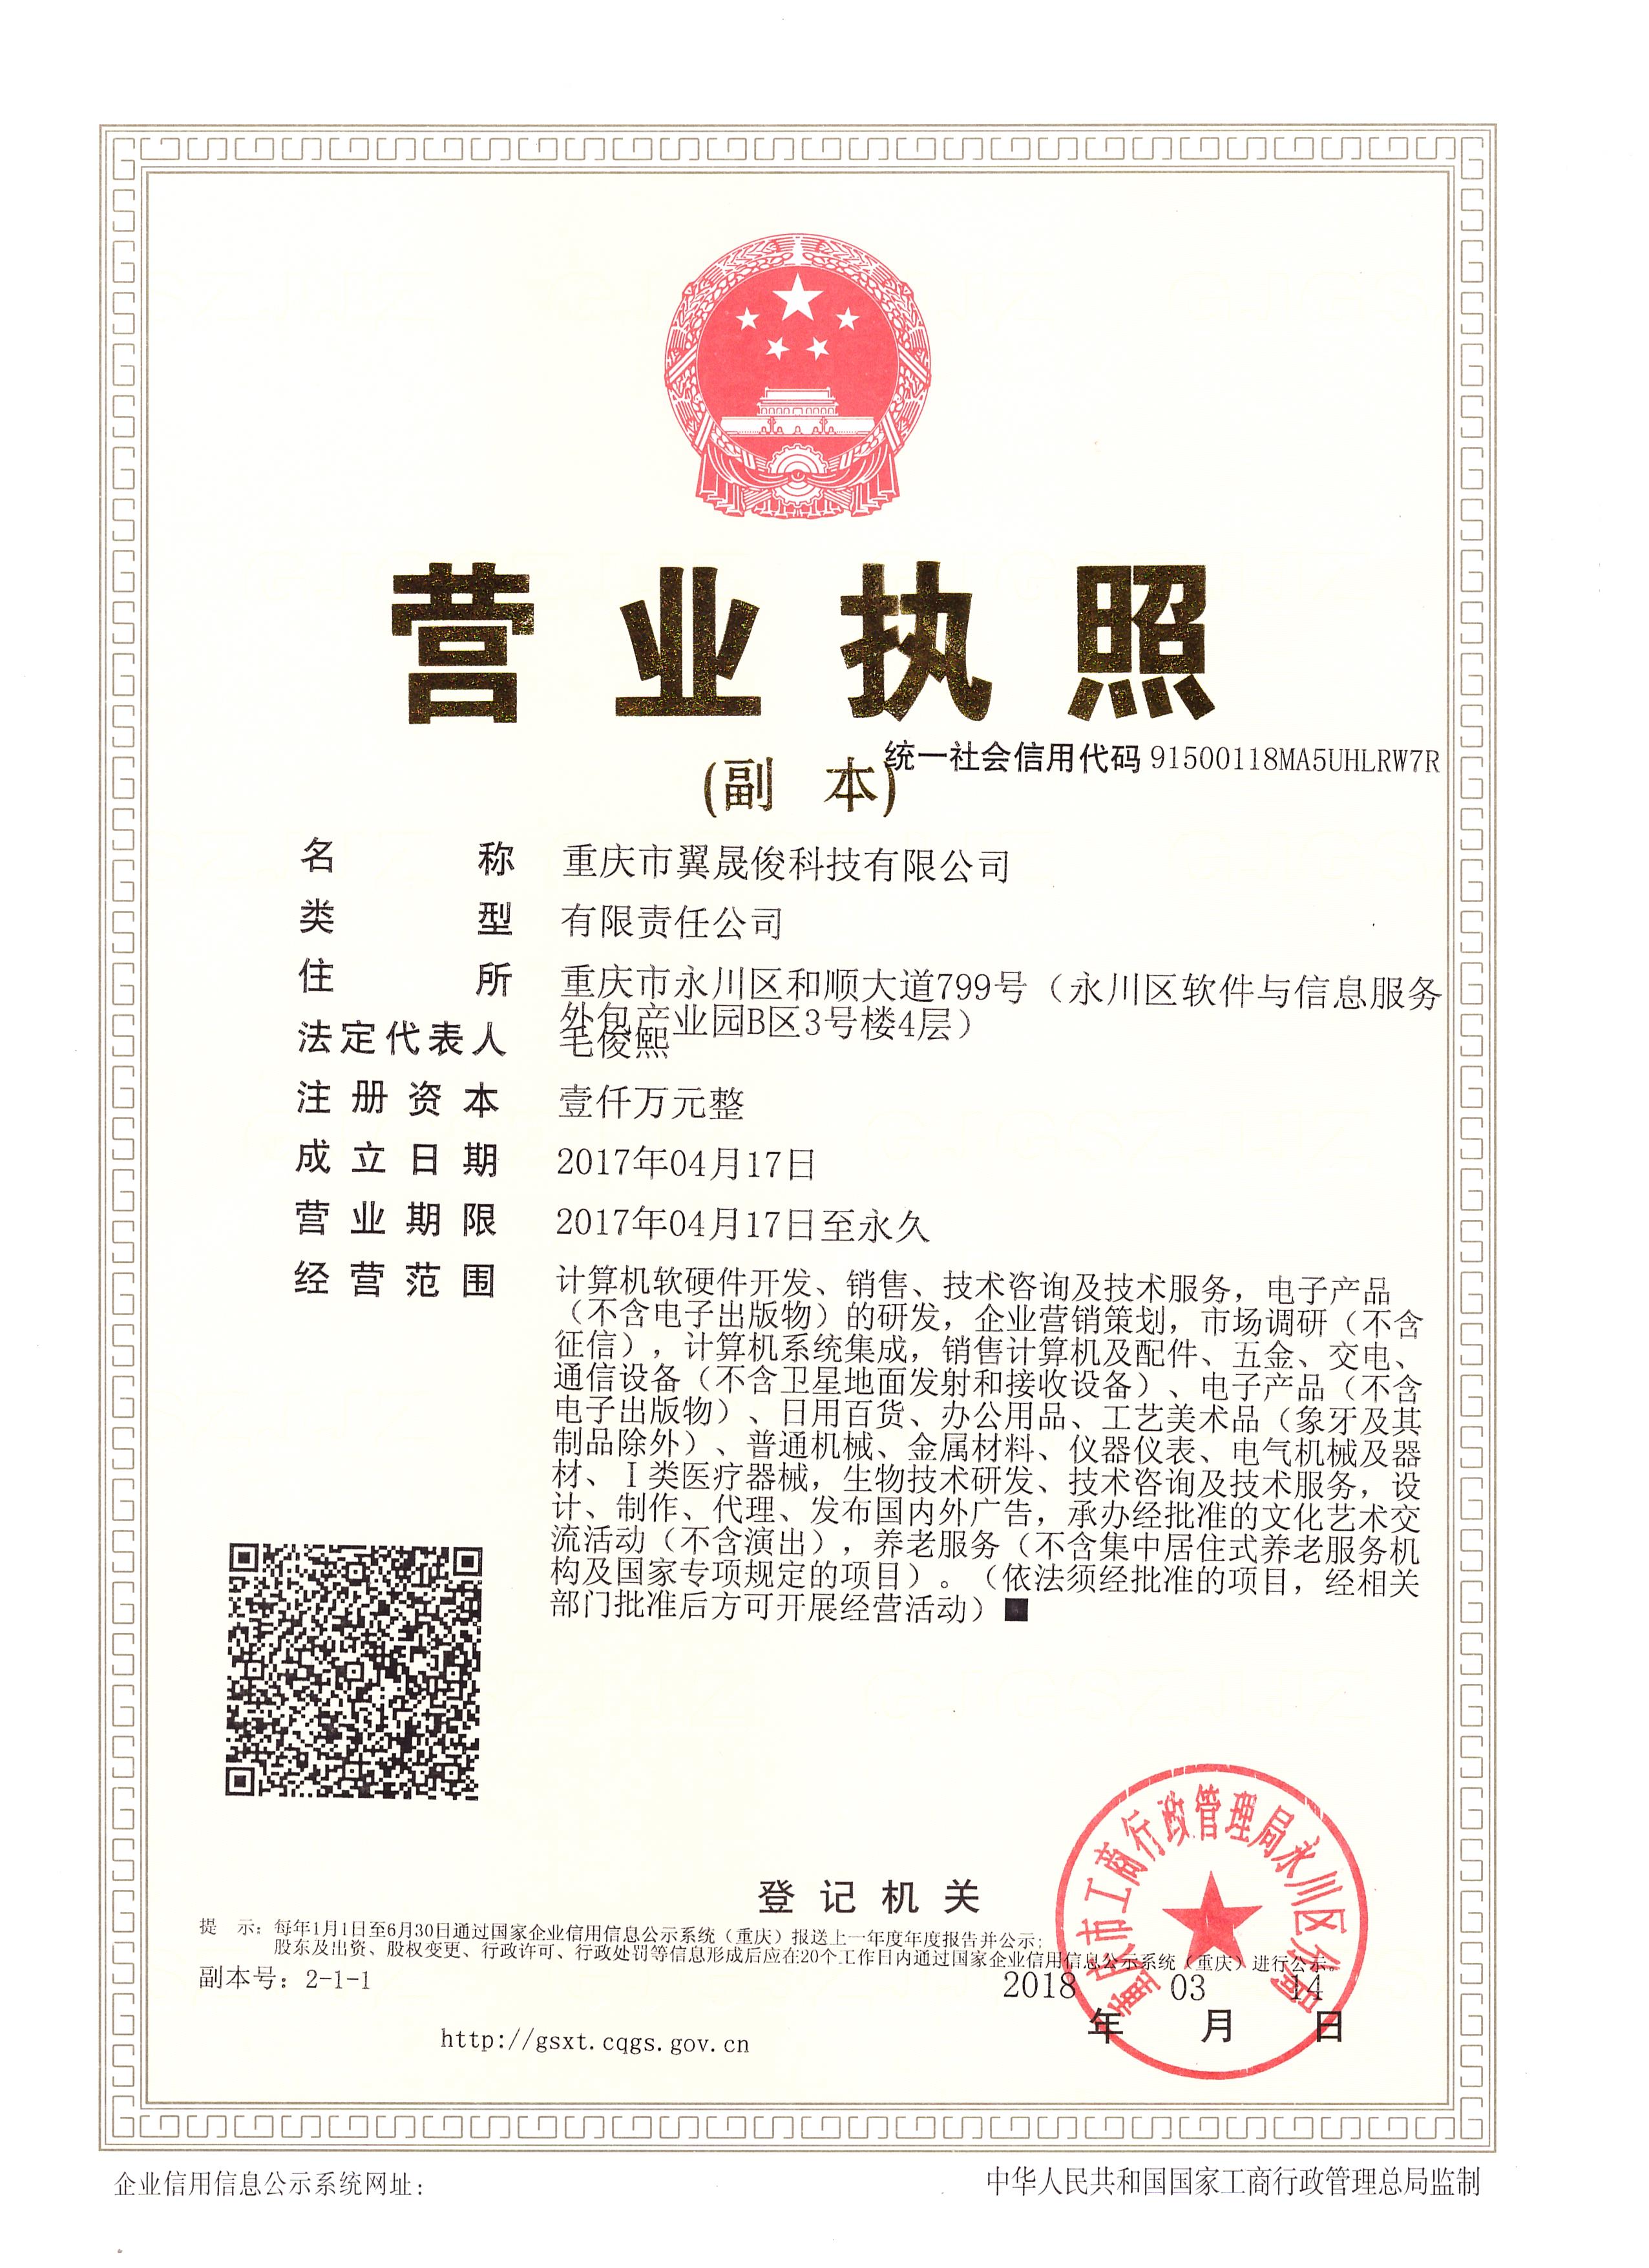 营业执照
(副 本)
统一社会信用代码 91500118MA5UHLRW7R
名 称 重庆市翼晟俊科技有限公司
类 型 有限责任公司
住 所 重庆市永川区和顺大道799号（永川区软件与信息服务
外包产业园B区3号楼4层）
法定代表人 毛俊熙
注册资本 壹仟万元整
成立日期 2017年04月17日
营业期限 2017年04月17日至永久
经营范围 计算机软硬件开发、销售、技术咨询及技术服务，电子产品
（不含电子出版物）的研发，企业营销策划，市场调研（不含
征信），计算机系统集成，销售计算机及配件、五金、交电、
通信设备（不含卫星地面发射和接收设备）、电子产品（不含
电子出版物）、日用百货、办公用品、工艺美术品（象牙及其
制品除外）、普通机械、金属材料、仪器仪表、电气机械及器
材、Ⅰ类医疗器械，生物技术研发、技术咨询及技术服务，设
计、制作、代理、发布国内外广告，承办经批准的文化艺术交
流活动（不含演出），养老服务（不含集中居住式养老服务机
构及国家专项规定的项目）。（依法须经批准的项目，经相关
部门批准后方可开展经营活动）
登记机关
重庆市工商行政管理局永川区分局
提 示：每年1月1日至6月30日通过国家企业信用信息公示系统（重庆）报送上一年度年度报告并公示；
股东及出资、股权变更、行政许可、行政处罚等信息形成后应在20个工作日内通过国家企业信用信息公示系统（重庆）进行公示。
副本号：2-1-1
2018 03 14
年 月 日
http://gsxt.cqgs.gov.cn
企业信用信息公示系统网址：
中华人民共和国国家工商行政管理总局监制